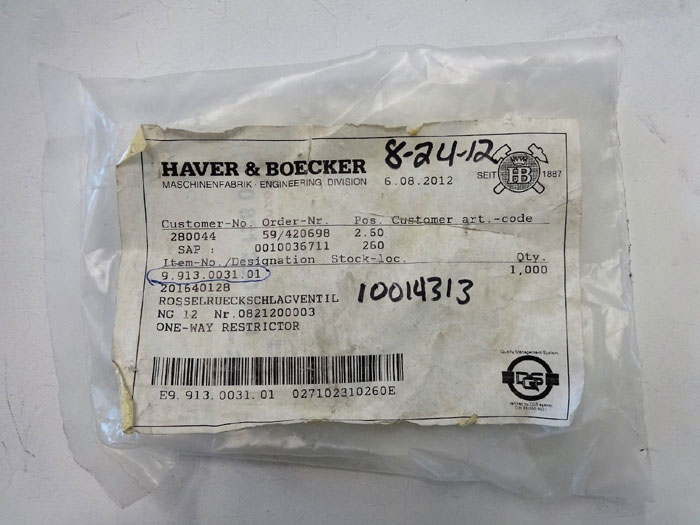 8-24-12
HAVER & BOECKER
MASCHINENFABRIK · ENGINEERING DIVISION 6.08.2012
SEIT HB 1887
Customer-No. Order-Nr. Pos. Customer art.-code
280044 59/420698 2.60
SAP : 0010036711 260
Item-No./Designation Stock-loc. Qty.
9.913.0031.01 1,000
201640128
ROSSELRUECKSCHLAGVENTIL 10014313
NG 12 Nr.0821200003
ONE-WAY RESTRICTOR
Quality Management System
DQS
E9.913.0031.01 027102310260E